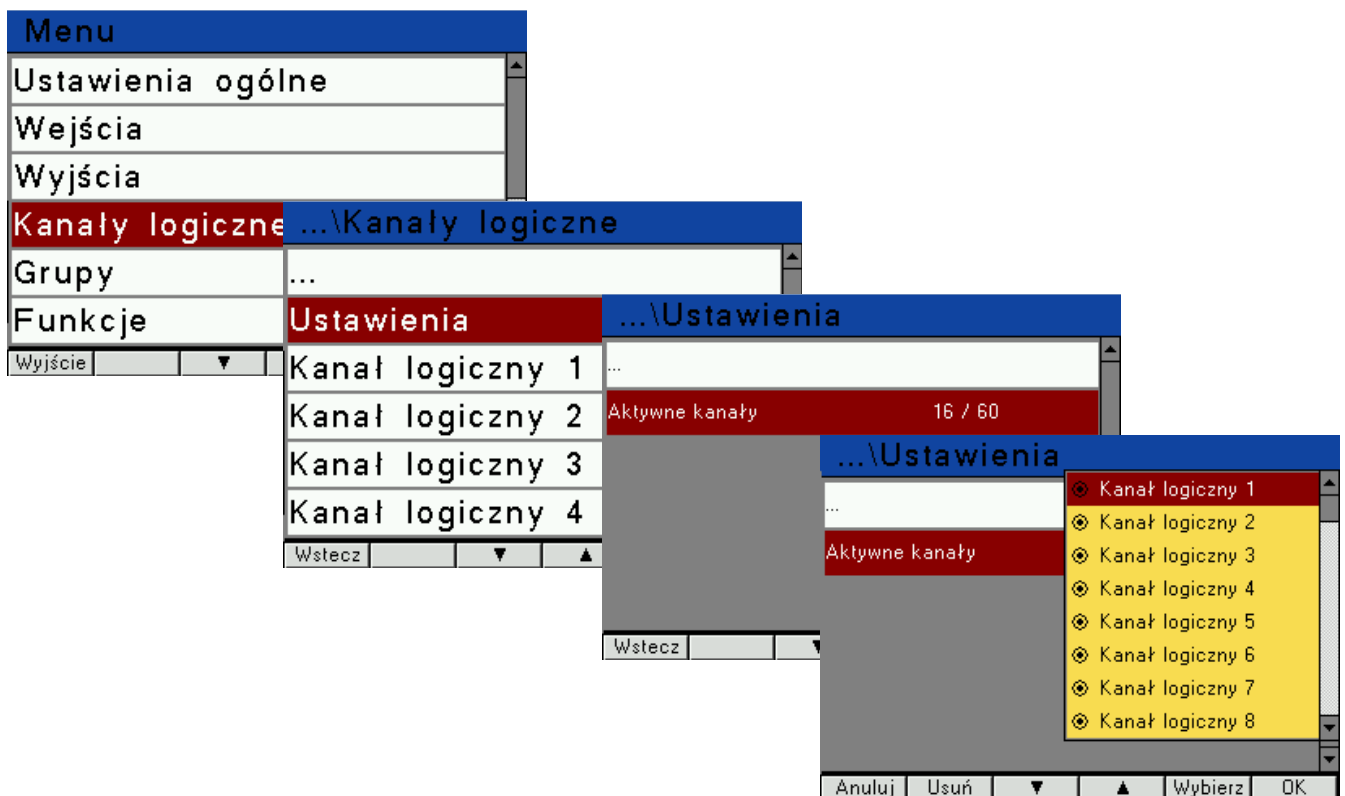 Menu
Ustawienia ogólne
Wejścia
Wyjścia
Kanały logiczne
Grupy
Funkcje
Wyjście ▼
...\Kanały logiczne
...
Ustawienia
Kanał logiczny 1
Kanał logiczny 2
Kanał logiczny 3
Kanał logiczny 4
Wstecz ▼ ▲
...\Ustawienia
...
Aktywne kanały 16 / 60
Wstecz ▼
...\Ustawienia
...
Aktywne kanały
Kanał logiczny 1
Kanał logiczny 2
Kanał logiczny 3
Kanał logiczny 4
Kanał logiczny 5
Kanał logiczny 6
Kanał logiczny 7
Kanał logiczny 8
Anuluj Usuń ▼ ▲ Wybierz OK